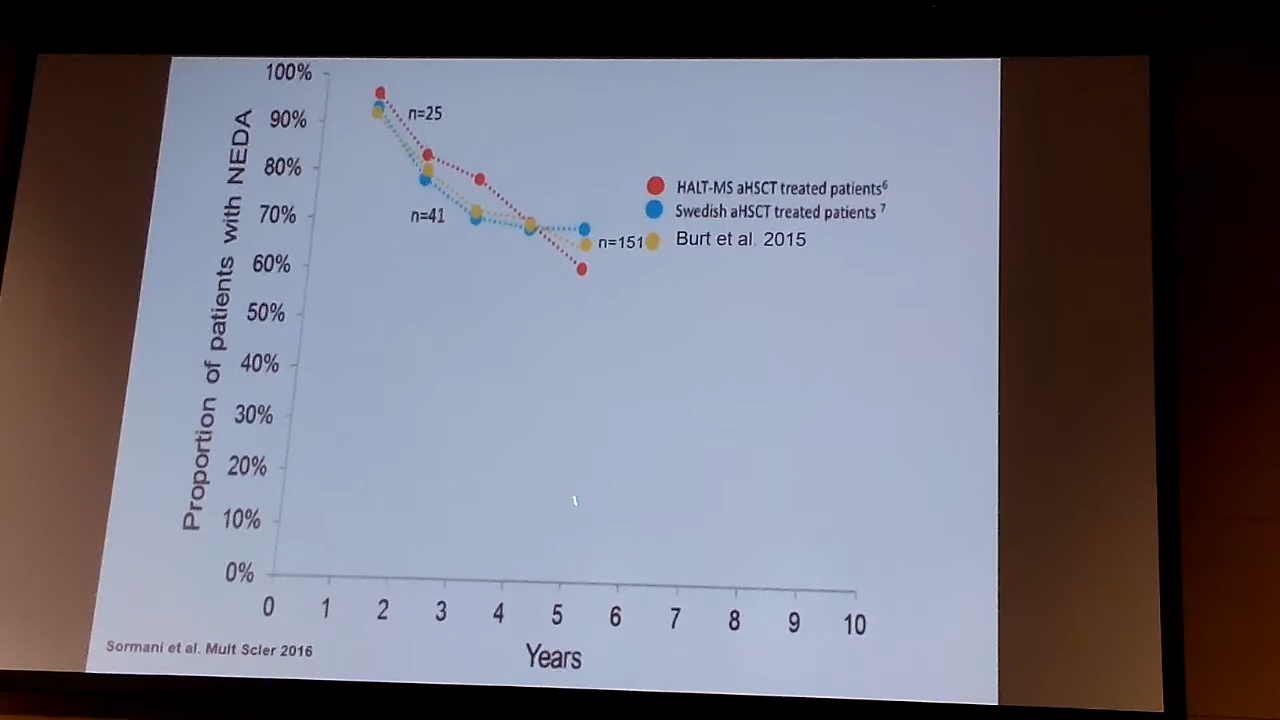 100%
90%
80%
70%
60%
50%
40%
30%
20%
10%
0%
Proportion of patients with NEDA
n=25
n=41
n=151
HALT-MS aHSCT treated patients⁶
Swedish aHSCT treated patients ⁷
Burt et al. 2015
0 1 2 3 4 5 6 7 8 9 10
Years
Sormani et al. Mult Scler 2016